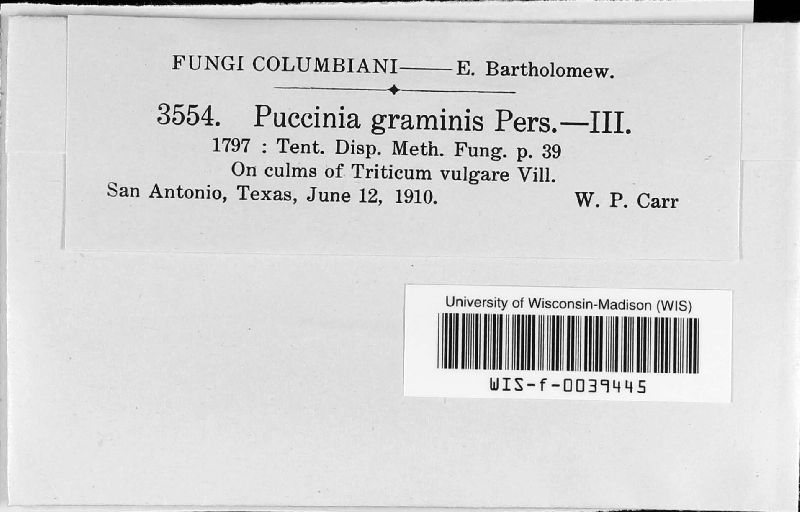 FUNGI COLUMBIANI—E. Bartholomew.
3554. Puccinia graminis Pers.—III.
1797 : Tent. Disp. Meth. Fung. p. 39
On culms of Triticum vulgare Vill.
San Antonio, Texas, June 12, 1910. W. P. Carr
University of Wisconsin-Madison (WIS)
WIS-f-0039445